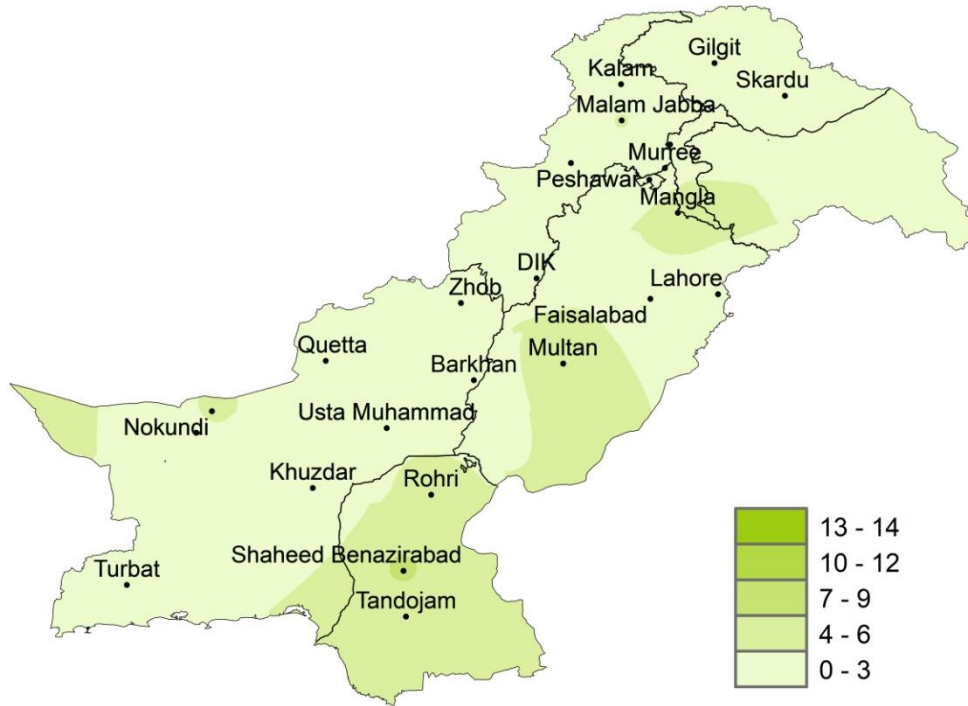 Gilgit
Kalam
Skardu
Malam Jabba
Murree
Peshawar
Mangla
DIK
Lahore
Zhob
Faisalabad
Quetta
Multan
Barkhan
Usta Muhammad
Nokundi
Khuzdar
Rohri
Shaheed Benazirabad
Turbat
Tandojam
13 - 14
10 - 12
7 - 9
4 - 6
0 - 3